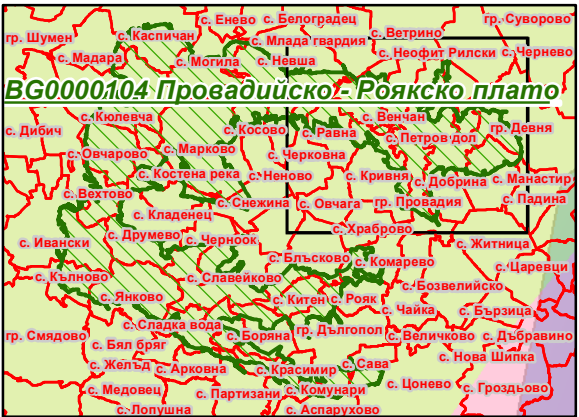 с. Енево
с. Белоградец
гр. Суворово
гр. Шумен
с. Каспичан
с. Ветрино
с. Млада гвардия
с. Мадара
с. Могила
с. Невша
с. Неофит Рилски
с. Чернево
BG0000104 Провадийско - Роякско плато
с. Дибич
с. Кюлевча
с. Косово
с. Равна
с. Венчан
с. Петров дол
гр. Девня
с. Овчарово
с. Марково
с. Черковна
с. Костена река
с. Неново
с. Кривня
с. Добрина
с. Манастир
с. Вехтово
с. Снежина
с. Овчага
гр. Провадия
с. Падина
с. Кладенец
с. Храброво
с. Ивански
с. Друмево
с. Черноок
с. Житница
с. Блъсково
с. Комарево
с. Царевци
с. Кълново
с. Славейково
с. Бозвелийско
с. Янково
с. Китен
с. Рояк
с. Чайка
с. Бързица
гр. Смядово
с. Сладка вода
с. Боряна
гр. Дългопол
с. Величково
с. Дъбравино
с. Бял бряг
с. Нова Шипка
с. Желъд
с. Арковна
с. Красимир
с. Сава
с. Медовец
с. Партизани
с. Комунари
с. Цонево
с. Гроздьово
с. Лопушна
с. Аспарухово